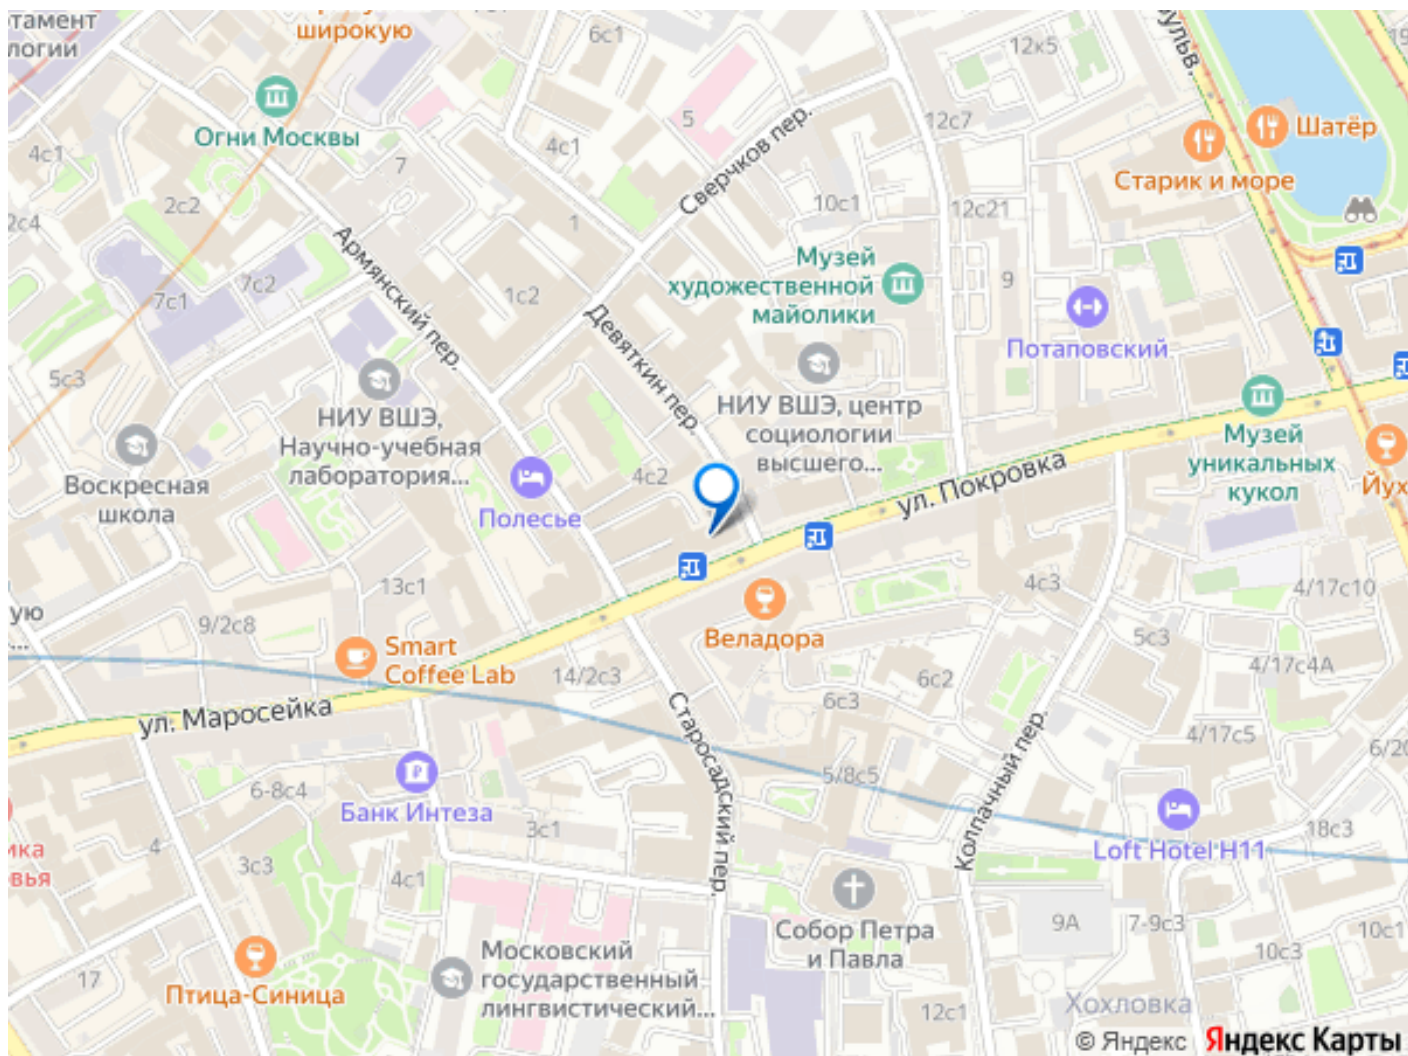 широкую
6с1
12к5
Огни Москвы
4с1
7
4с1
5
Сверчков пер.
12с7
Шатёр
Старик и море
2с2
2с4
1
10с1
12с21
Армянский пер.
7с1
7с2
1с2
Музей
художественной
майолики
9
Девяткин пер.
Потаповский
5с3
НИУ ВШЭ,
Научно-учебная
лаборатория...
НИУ ВШЭ, центр
социологии
высшего...
Музей
уникальных
кукол
Воскресная
школа
4с2
Полесье
ул. Покровка
13с1
4с3
4/17с10
9/2с8
Smart
Coffee Lab
Веладора
5с3
14/2с3
6с2
4/17с4А
6с3
ул. Маросейка
Старосадский пер.
Колпачный пер.
4/17с5
6-8с4
Банк Интеза
5/8с5
3с1
18с3
Loft Hotel H11
4
3с3
4с1
Собор Петра
и Павла
9А
7-9с3
10с3
10с1
17
Птица-Синица
Московский
государственный
лингвистический...
12с1
Хохловка
© Яндекс Яндекс Карты